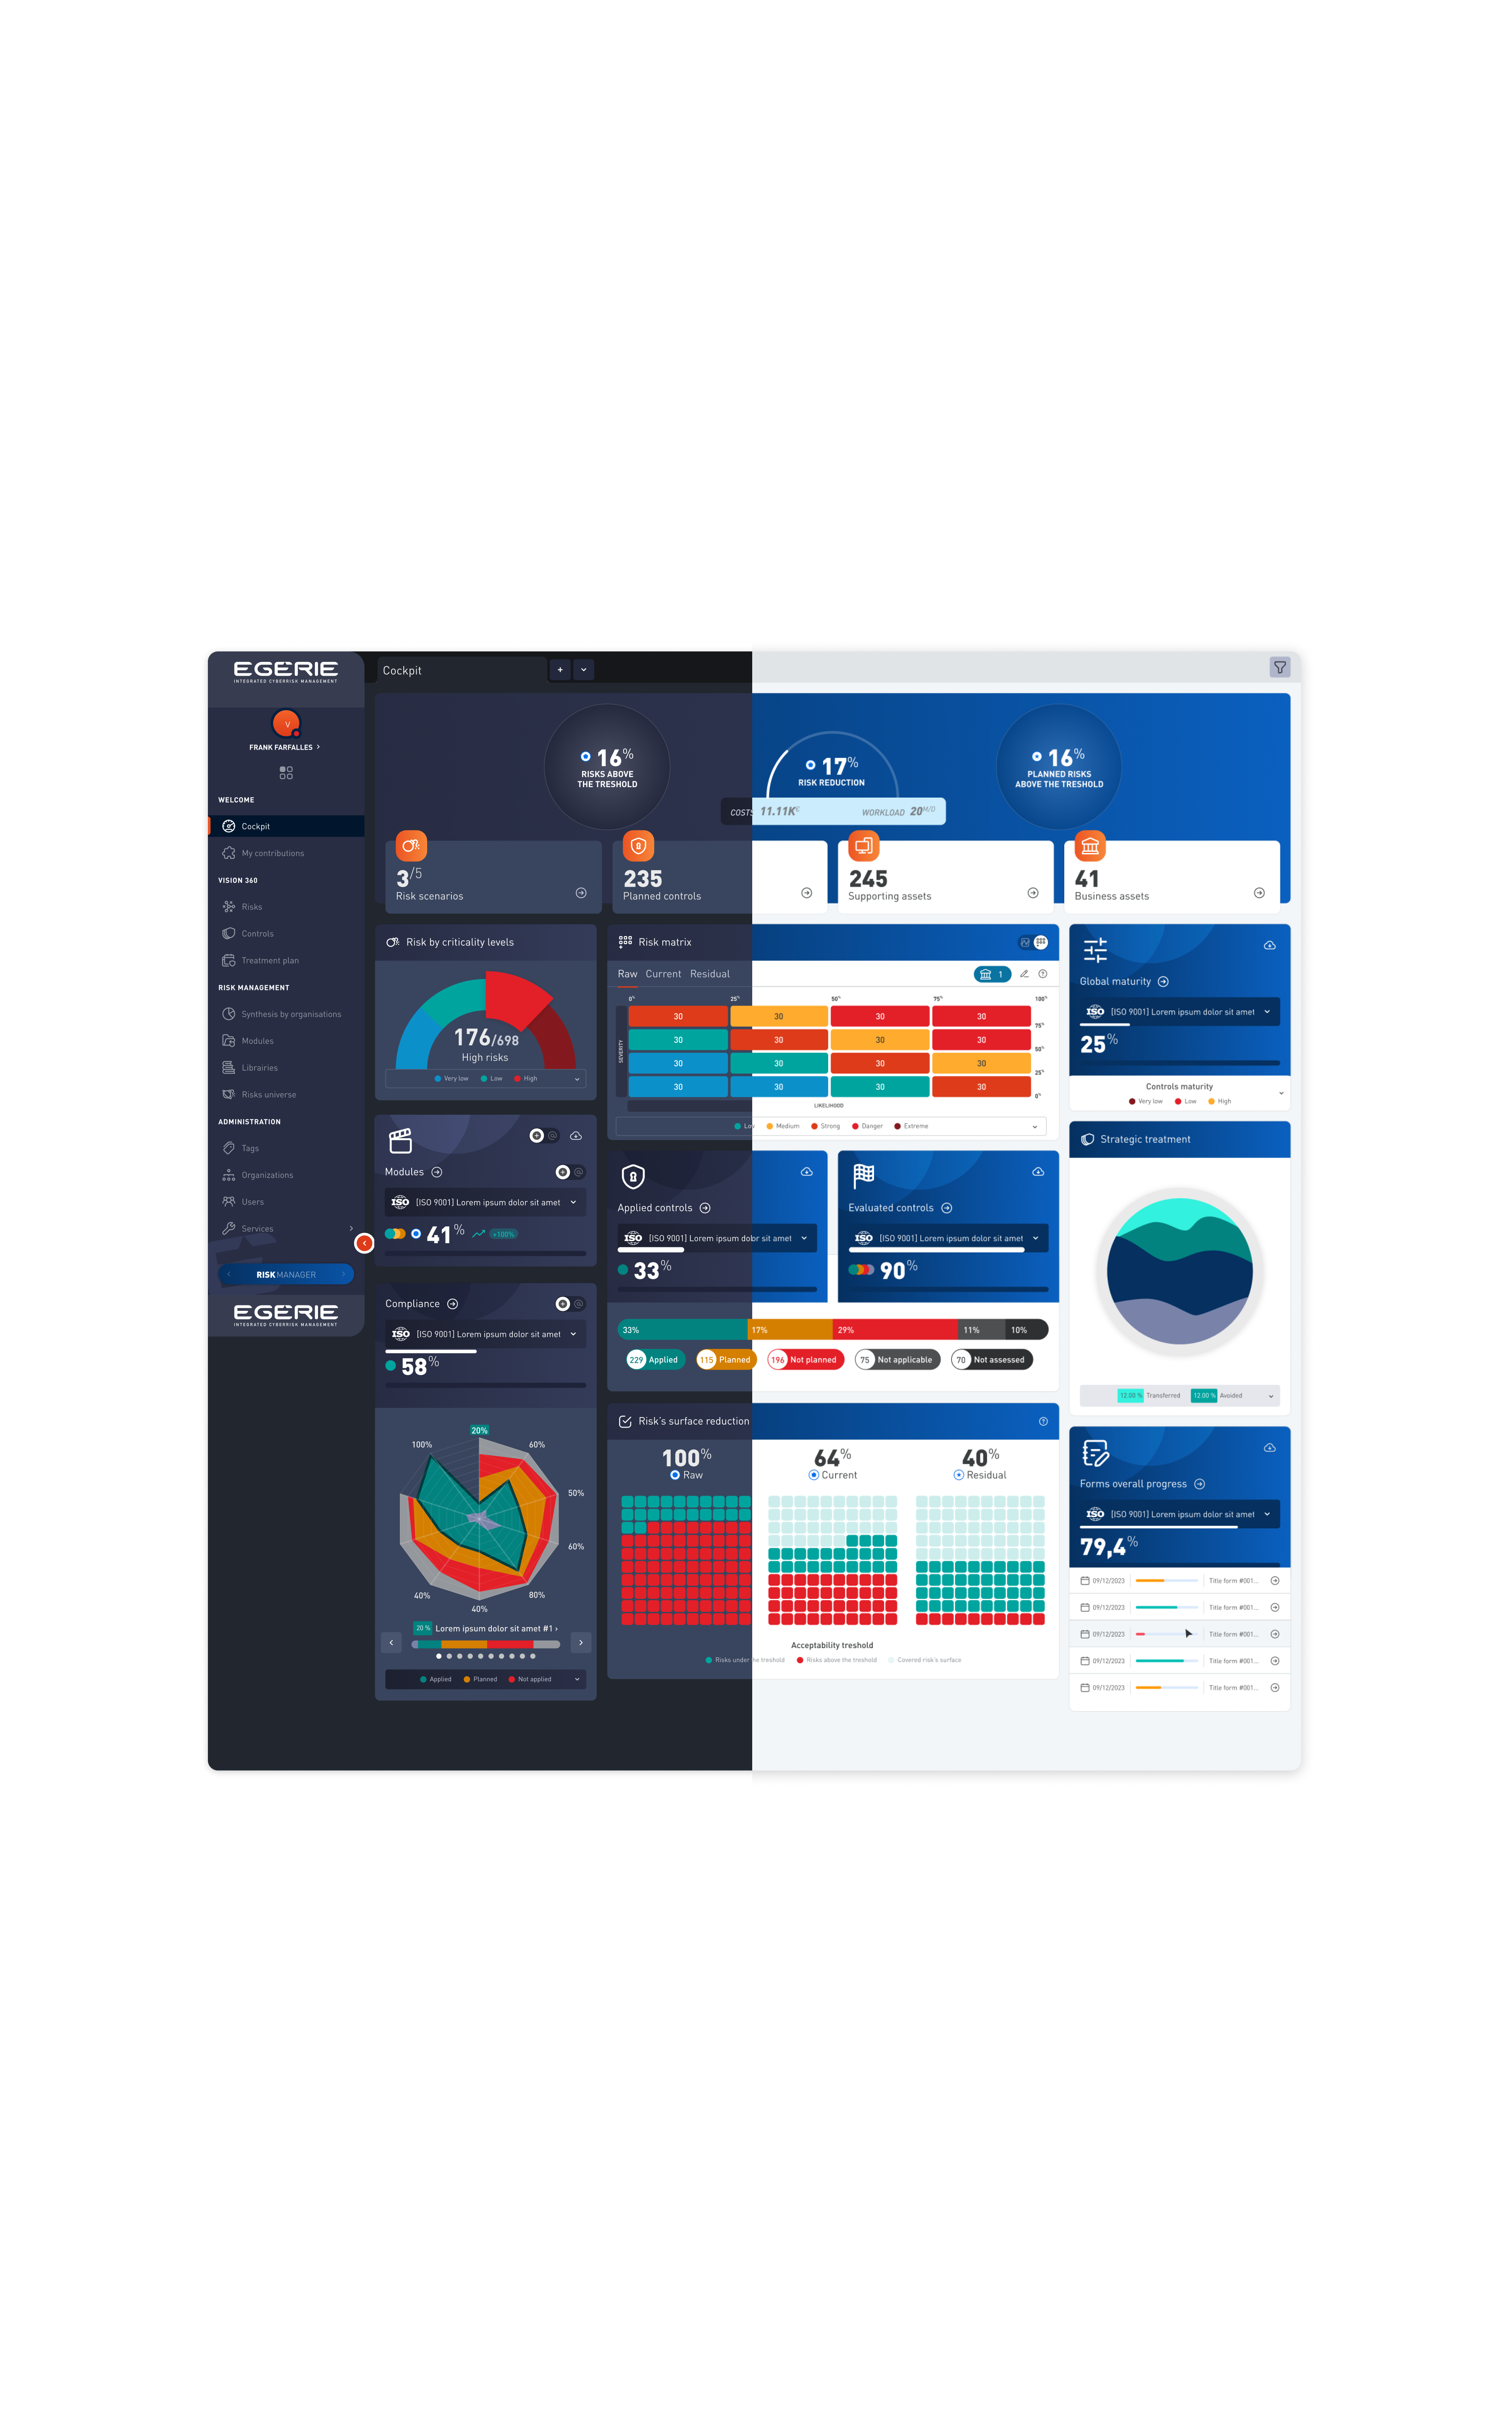 EGERIE
INTEGRATED CYBERRISK MANAGEMENT
V
FRANK FARFALLES
WELCOME
Cockpit
My contributions
VISION 360
Risks
Controls
Treatment plan
RISK MANAGEMENT
Synthesis by organisations
Modules
Librairies
Risks universe
ADMINISTRATION
Tags
Organizations
Users
Services
RISKMANAGER
EGERIE
INTEGRATED CYBERRISK MANAGEMENT
Cockpit
16%
RISKS ABOVE
THE TRESHOLD
17%
RISK REDUCTION
COSTS 11.11K€ WORKLOAD 20M/D
16%
PLANNED RISKS
ABOVE THE TRESHOLD
3/5
Risk scenarios
235
Planned controls
245
Supporting assets
41
Business assets
Risk by criticality levels
176/698
High risks
Very low Low High
Modules
ISO [ISO 9001] Lorem ipsum dolor sit amet
41% +100%
Compliance
ISO [ISO 9001] Lorem ipsum dolor sit amet
58%
20%
100% 60%
50%
60%
40% 80%
40%
20 % Lorem ipsum dolor sit amet #1
Applied Planned Not applied
Risk matrix
Raw Current Residual
1
0% 25% 50% 75% 100%
SEVERITY
30 30 30 30
75%
30 30 30 30
50%
30 30 30 30
25%
30 30 30 30
0%
LIKELIHOOD
Low Medium Strong Danger Extreme
Applied controls
ISO [ISO 9001] Lorem ipsum dolor sit amet
33%
Evaluated controls
ISO [ISO 9001] Lorem ipsum dolor sit amet
90%
33% 17% 29% 11% 10%
229 Applied 115 Planned 196 Not planned 75 Not applicable 70 Not assessed
Risk's surface reduction
100%
Raw
64%
Current
40%
Residual
Acceptability treshold
Risks under the treshold Risks above the treshold Covered risk's surface
Global maturity
ISO [ISO 9001] Lorem ipsum dolor sit amet
25%
Controls maturity
Very low Low High
Strategic treatment
12.00 % Transferred 12.00 % Avoided
Forms overall progress
ISO [ISO 9001] Lorem ipsum dolor sit amet
79,4%
09/12/2023 Title form #001...
09/12/2023 Title form #001...
09/12/2023 Title form #001...
09/12/2023 Title form #001...
09/12/2023 Title form #001...